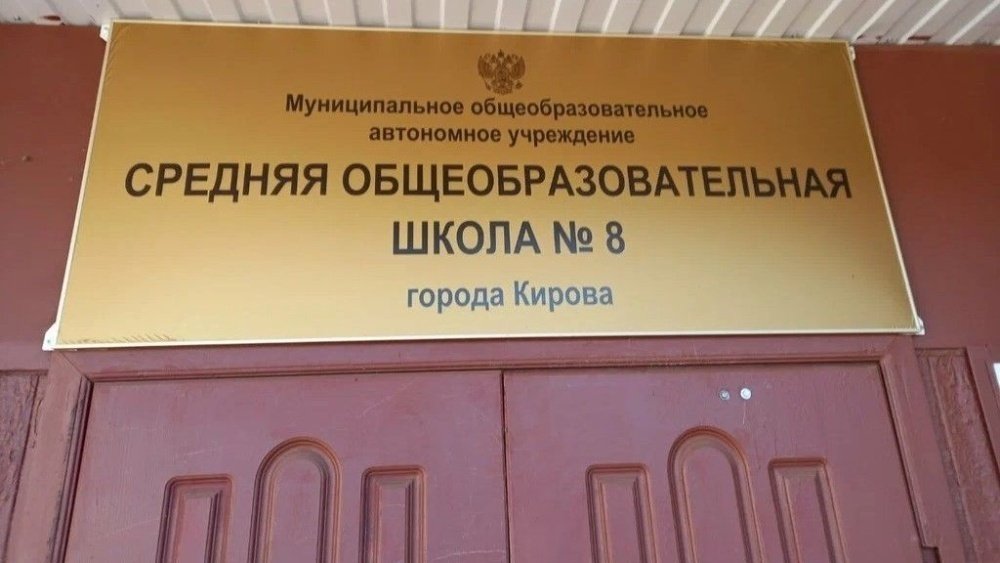 Муниципальное общеобразовательное
автономное учреждение
СРЕДНЯЯ ОБЩЕОБРАЗОВАТЕЛЬНАЯ
ШКОЛА № 8
города Кирова